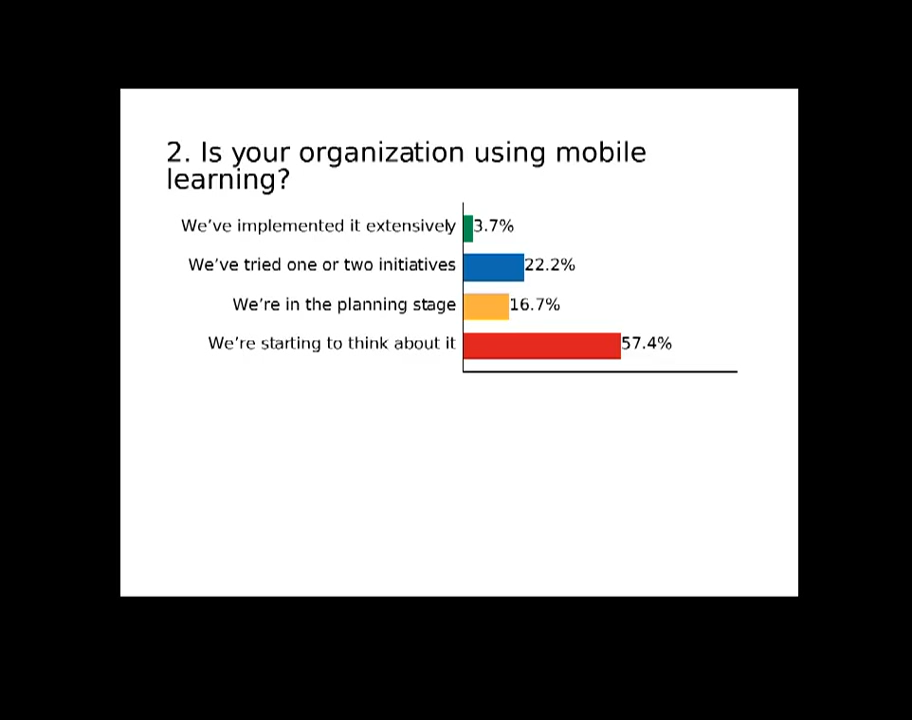 2. Is your organization using mobile
learning?
We’ve implemented it extensively 3.7%
We’ve tried one or two initiatives 22.2%
We’re in the planning stage 16.7%
We’re starting to think about it 57.4%